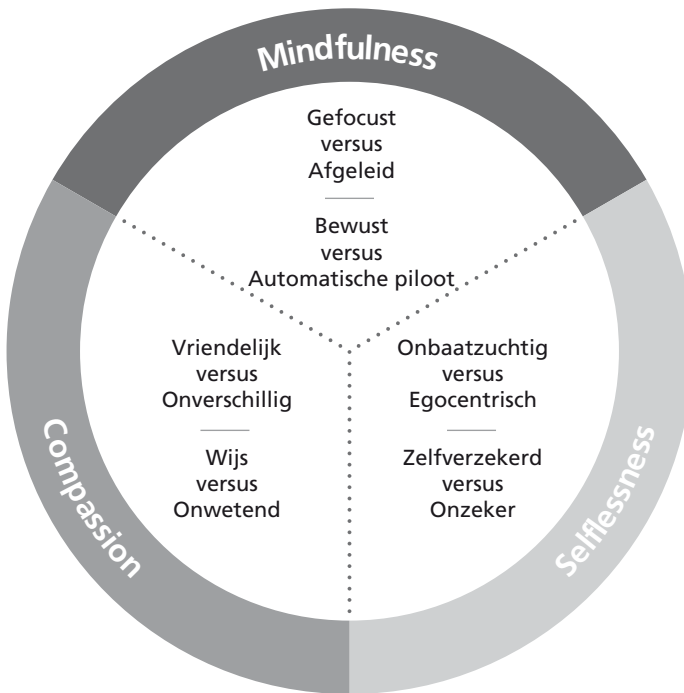 Mindfulness
Gefocust
versus
Afgeleid
Bewust
versus
Automatische piloot
Vriendelijk
versus
Onverschillig
Wijs
versus
Onwetend
Onbaatzuchtig
versus
Egocentrisch
Zelfverzekerd
versus
Onzeker
Compassion
Selflessness